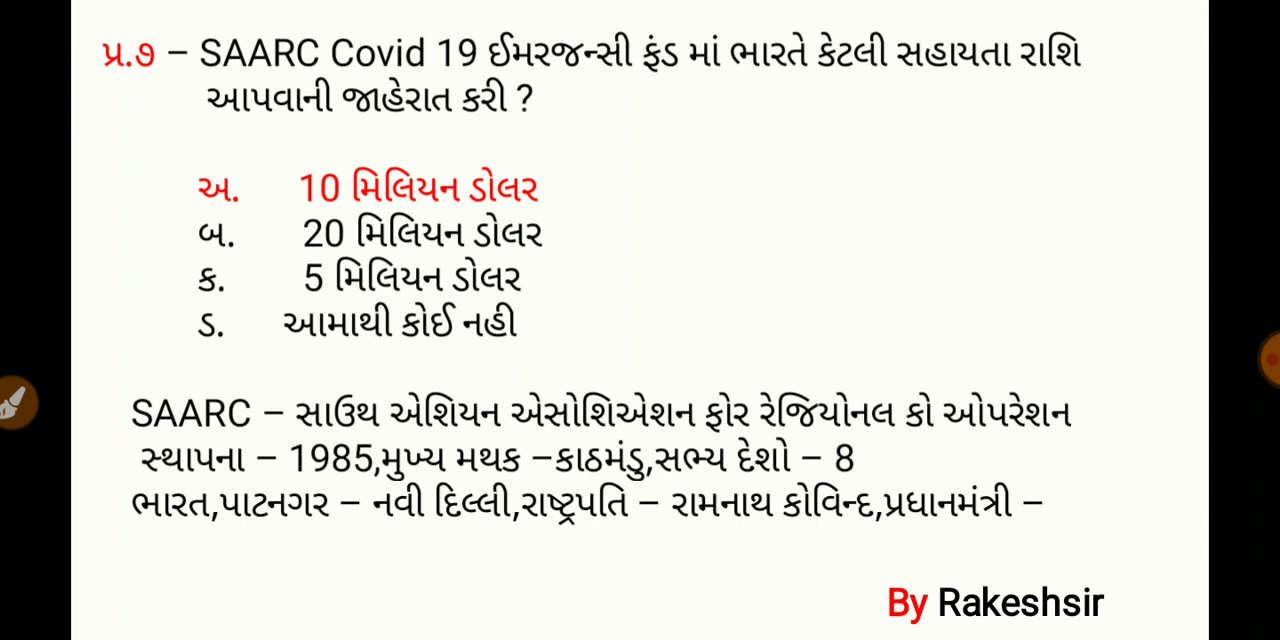 પ્ર.૭ – SAARC Covid 19 ઈમરજન્સી ફંડ માં ભારતે કેટલી સહાયતા રાશિ
આપવાની જાહેરાત કરી ?
અ. 10 મિલિયન ડોલર
બ. 20 મિલિયન ડોલર
ક. 5 મિલિયન ડોલર
ડ. આમાથી કોઈ નહી
SAARC – સાઉથ એશિયન એસોશિએશન ફોર રેજિયોનલ કો ઓપરેશન
સ્થાપના – 1985,મુખ્ય મથક –કાઠમંડુ,સભ્ય દેશો – 8
ભારત,પાટનગર – નવી દિલ્લી,રાષ્ટ્રપતિ – રામનાથ કોવિન્દ,પ્રધાનમંત્રી –
By Rakeshsir